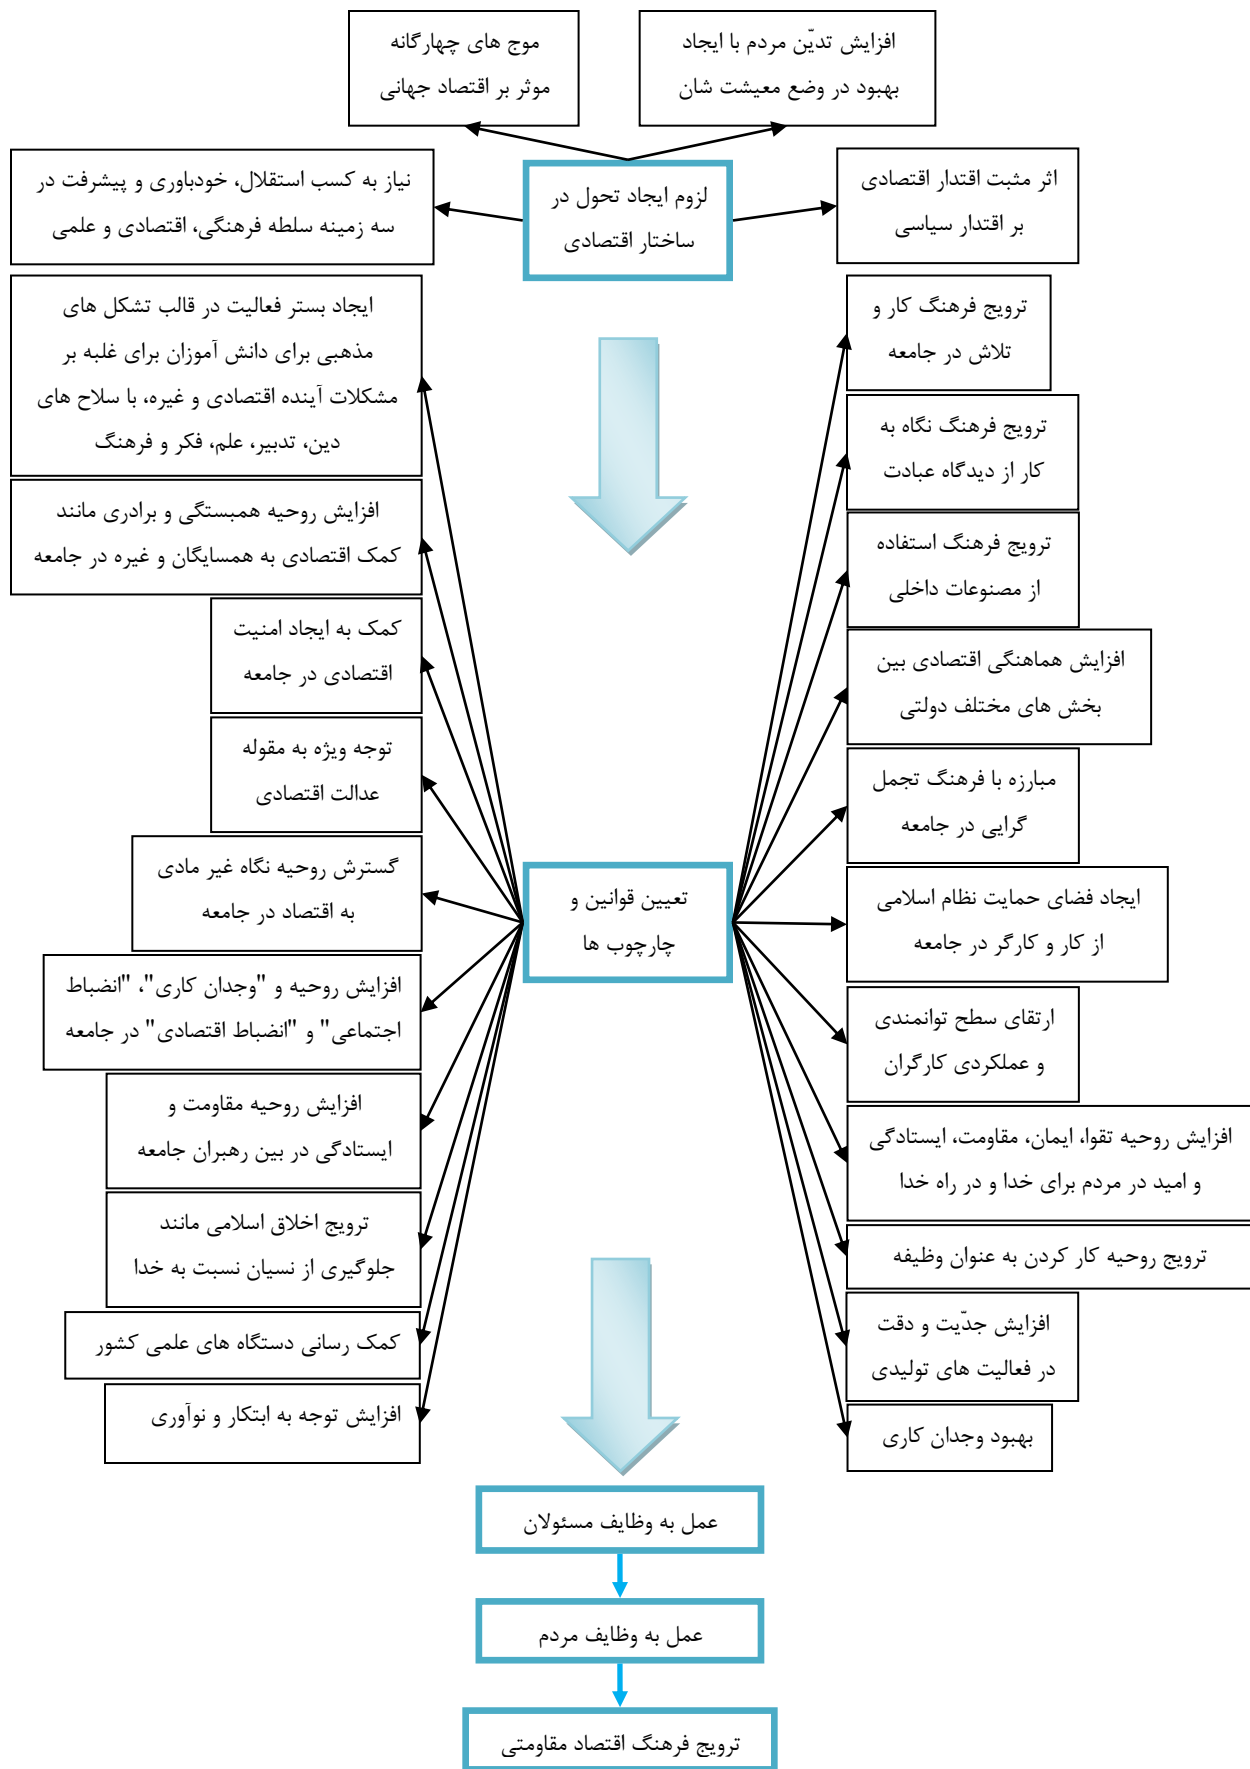 افزایش تدیّن مردم با ایجاد
بهبود در وضع معیشت شان
موج های چهارگانه
موثر بر اقتصاد جهانی
اثر مثبت اقتدار اقتصادی
بر اقتدار سیاسی
لزوم ایجاد تحول در
ساختار اقتصادی
نیاز به کسب استقلال، خودباوری و پیشرفت در
سه زمینه سلطه فرهنگی، اقتصادی و علمی
ترویج فرهنگ کار و
تلاش در جامعه
ترویج فرهنگ نگاه به
کار از دیدگاه عبادت
ترویج فرهنگ استفاده
از مصنوعات داخلی
افزایش هماهنگی اقتصادی بین
بخش های مختلف دولتی
مبارزه با فرهنگ تجمل
گرایی در جامعه
ایجاد فضای حمایت نظام اسلامی
از کار و کارگر در جامعه
ارتقای سطح توانمندی
و عملکردی کارگران
افزایش روحیه تقوا، ایمان، مقاومت، ایستادگی
و امید در مردم برای خدا و در راه خدا
ترویج روحیه کار کردن به عنوان وظیفه
افزایش جدّیت و دقت
در فعالیت های تولیدی
بهبود وجدان کاری
تعیین قوانین و
چارچوب ها
ایجاد بستر فعالیت در قالب تشکل های
مذهبی برای دانش آموزان برای غلبه بر
مشکلات آینده اقتصادی و غیره، با سلاح های
دین، تدبیر، علم، فکر و فرهنگ
افزایش روحیه همبستگی و برادری مانند
کمک اقتصادی به همسایگان و غیره در جامعه
کمک به ایجاد امنیت
اقتصادی در جامعه
توجه ویژه به مقوله
عدالت اقتصادی
گسترش روحیه نگاه غیر مادی
به اقتصاد در جامعه
افزایش روحیه و "وجدان کاری"، "انضباط
اجتماعی" و "انضباط اقتصادی" در جامعه
افزایش روحیه مقاومت و
ایستادگی در بین رهبران جامعه
ترویج اخلاق اسلامی مانند
جلوگیری از نسیان نسبت به خدا
کمک رسانی دستگاه های علمی کشور
افزایش توجه به ابتکار و نوآوری
عمل به وظایف مسئولان
عمل به وظایف مردم
ترویج فرهنگ اقتصاد مقاومتی